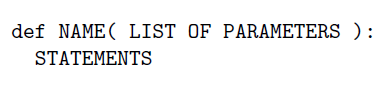 def NAME( LIST OF PARAMETERS ):
  STATEMENTS